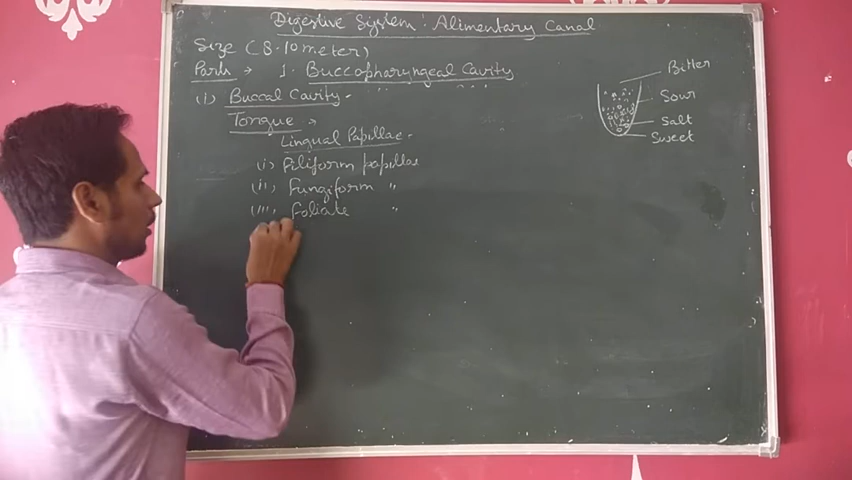 Digestive System: Alimentary Canal
Size (8-10 meter)
Parts → 1. Buccopharyngeal Cavity
(i) Buccal Cavity -
Tongue →
Lingual Papillae -
(i) Filiform papillae
(ii) Fungiform "
(iii) Foliate "
Bitter
Sour
Salt
Sweet